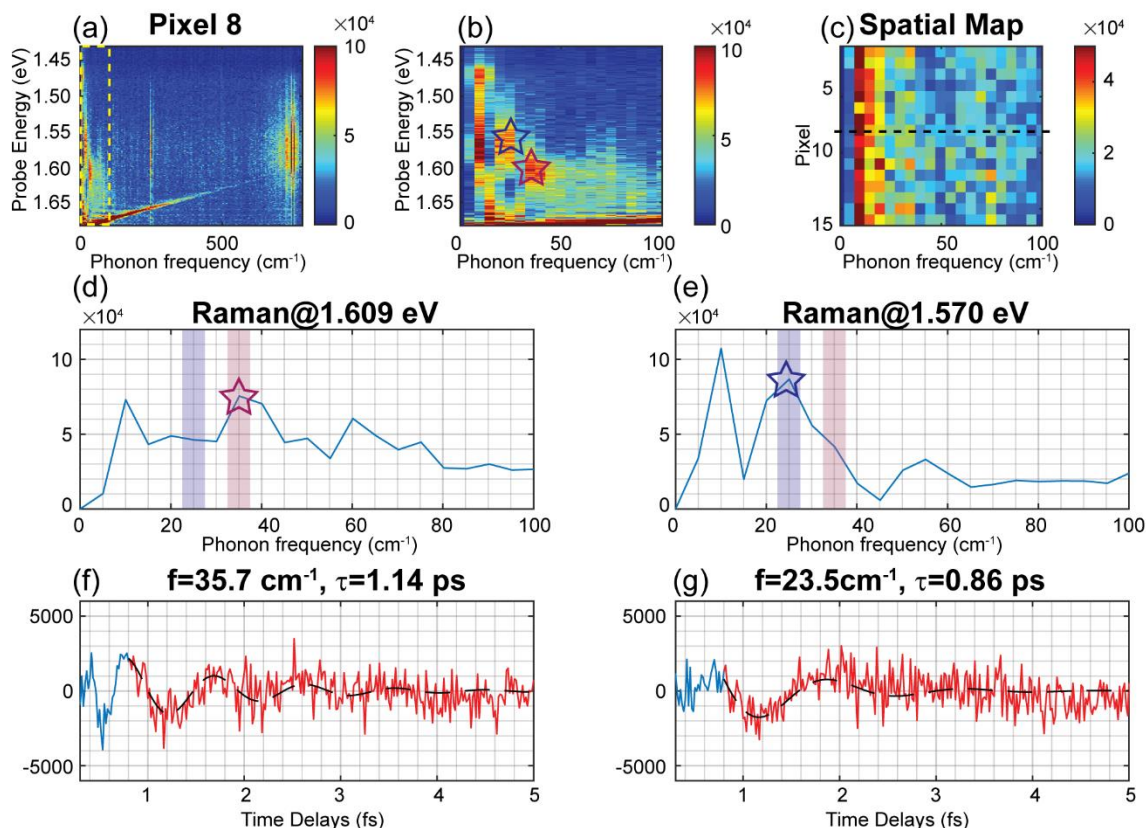 (a) Pixel 8
×10⁴
1.45
1.50
1.55
1.60
1.65
Probe Energy (eV)
0 500
Phonon frequency (cm⁻¹)
10
5
0
(b)
×10⁴
1.45
1.50
1.55
1.60
1.65
Probe Energy (eV)
0 50 100
Phonon frequency (cm⁻¹)
10
5
0
(c) Spatial Map
×10⁴
5
10
15
Pixel
0 50 100
Phonon frequency (cm⁻¹)
4
2
0
(d) Raman@1.609 eV
×10⁴
10
5
0
0 20 40 60 80 100
Phonon frequency (cm⁻¹)
(e) Raman@1.570 eV
×10⁴
10
5
0
0 20 40 60 80 100
Phonon frequency (cm⁻¹)
(f) f=35.7 cm⁻¹, τ=1.14 ps
5000
0
-5000
1 2 3 4 5
Time Delays (fs)
(g) f=23.5cm⁻¹, τ=0.86 ps
5000
0
-5000
1 2 3 4 5
Time Delays (fs)